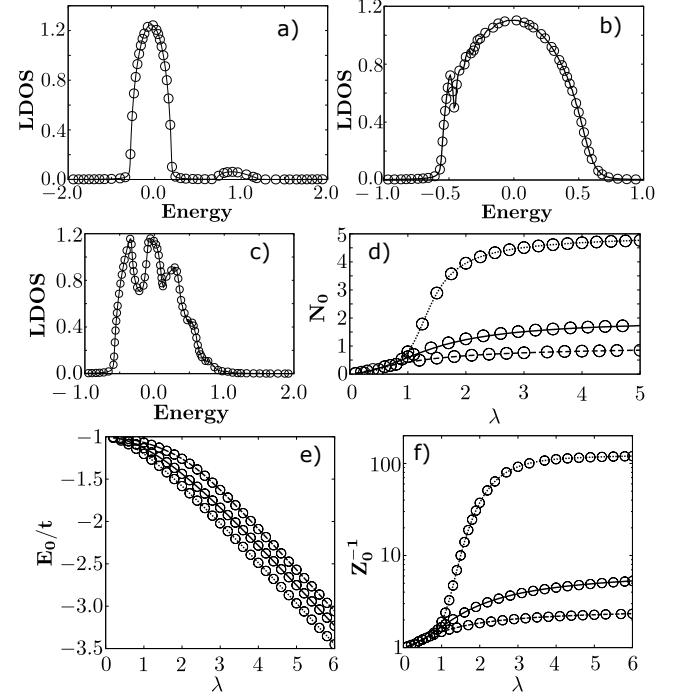 a)
LDOS
1.2
0.8
0.4
0.0
−2.0 −1.0 0.0 1.0 2.0
Energy
b)
LDOS
1.2
0.8
0.4
0.0
−1.0 −0.5 0.0 0.5 1.0
Energy
c)
LDOS
1.2
0.8
0.4
0.0
−1.0 0.0 1.0 2.0
Energy
d)
N₀
5
4
3
2
1
0
0 1 2 3 4 5
λ
e)
E₀/t
−1
−1.5
−2
−2.5
−3.0
−3.5
0 1 2 3 4 5 6
λ
f)
Z₀⁻¹
100
10
1
0 1 2 3 4 5 6
λ